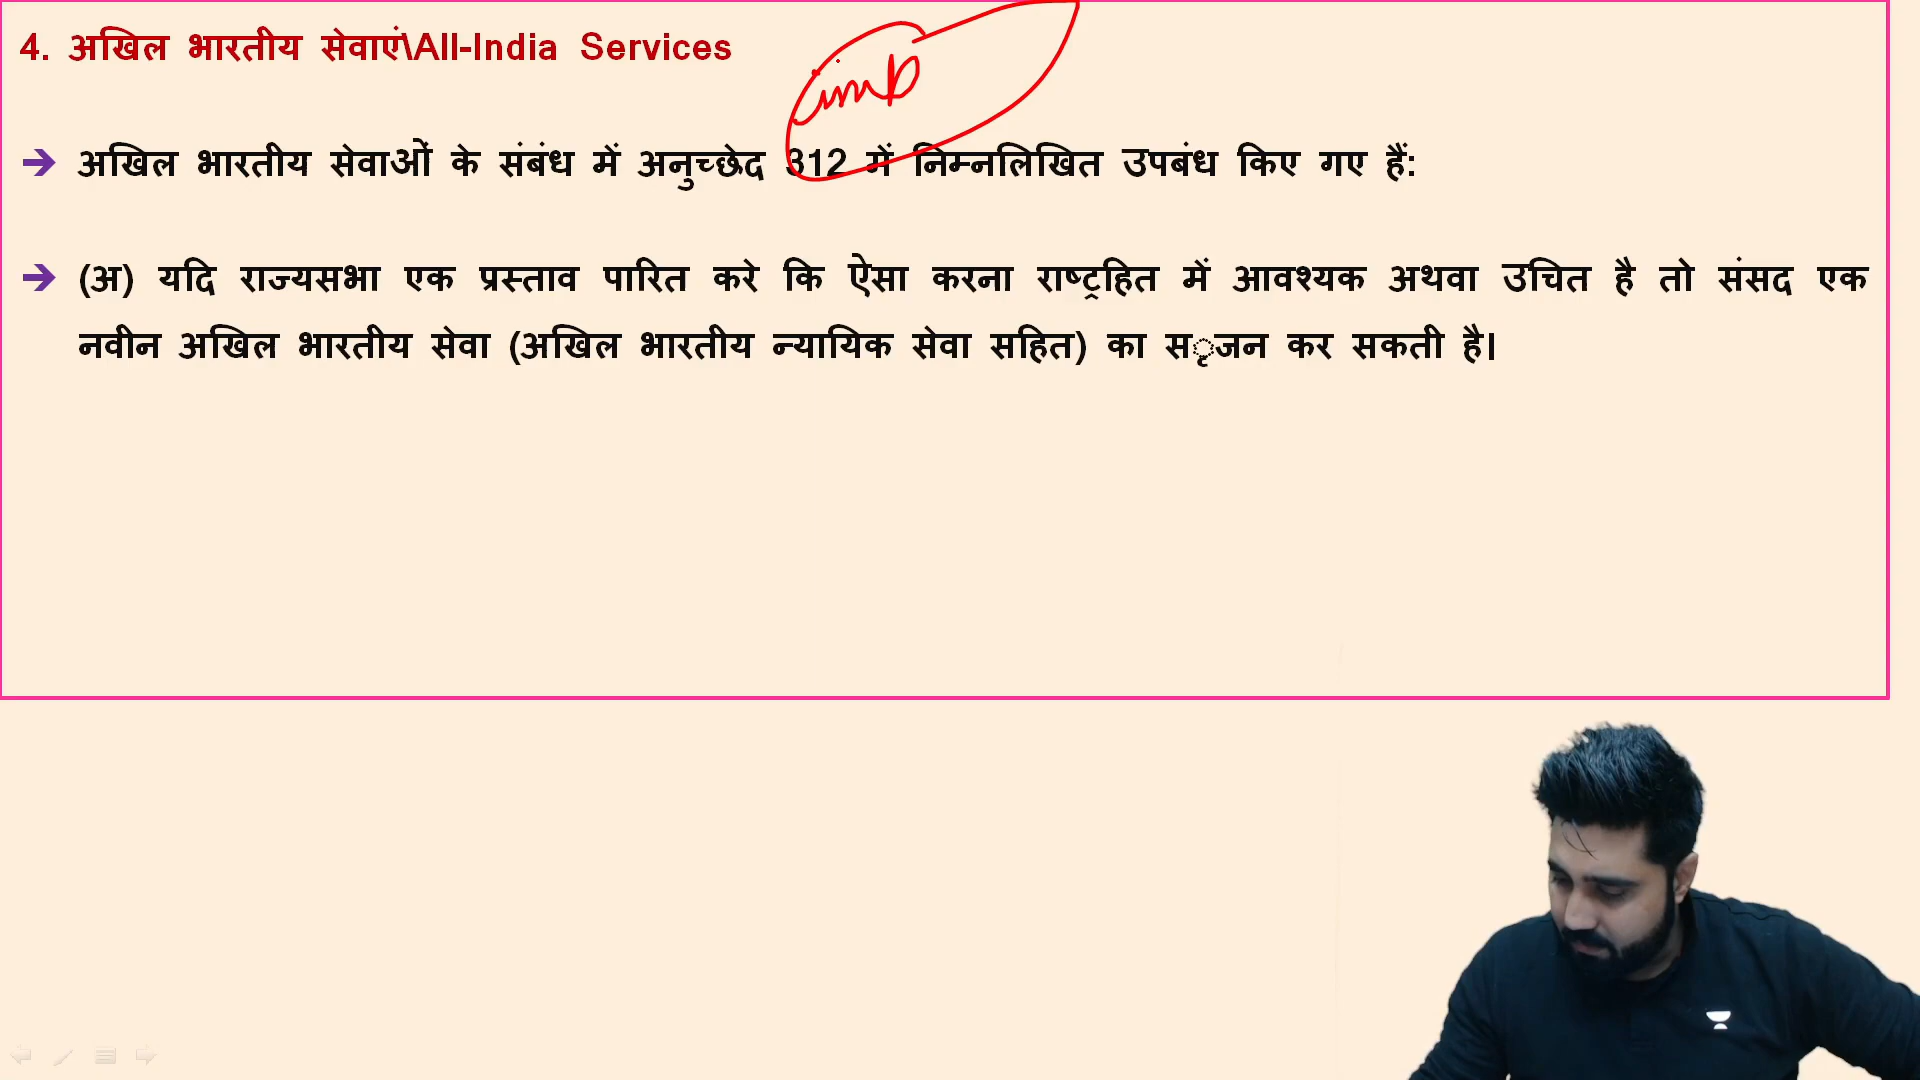 4. अखिल भारतीय सेवाएं\All-India Services
imp
➔ अखिल भारतीय सेवाओं के संबंध में अनुच्छेद 312 में निम्नलिखित उपबंध किए गए हैं:
➔ (अ) यदि राज्यसभा एक प्रस्ताव पारित करे कि ऐसा करना राष्ट्रहित में आवश्यक अथवा उचित है तो संसद एक
नवीन अखिल भारतीय सेवा (अखिल भारतीय न्यायिक सेवा सहित) का सृजन कर सकती है।